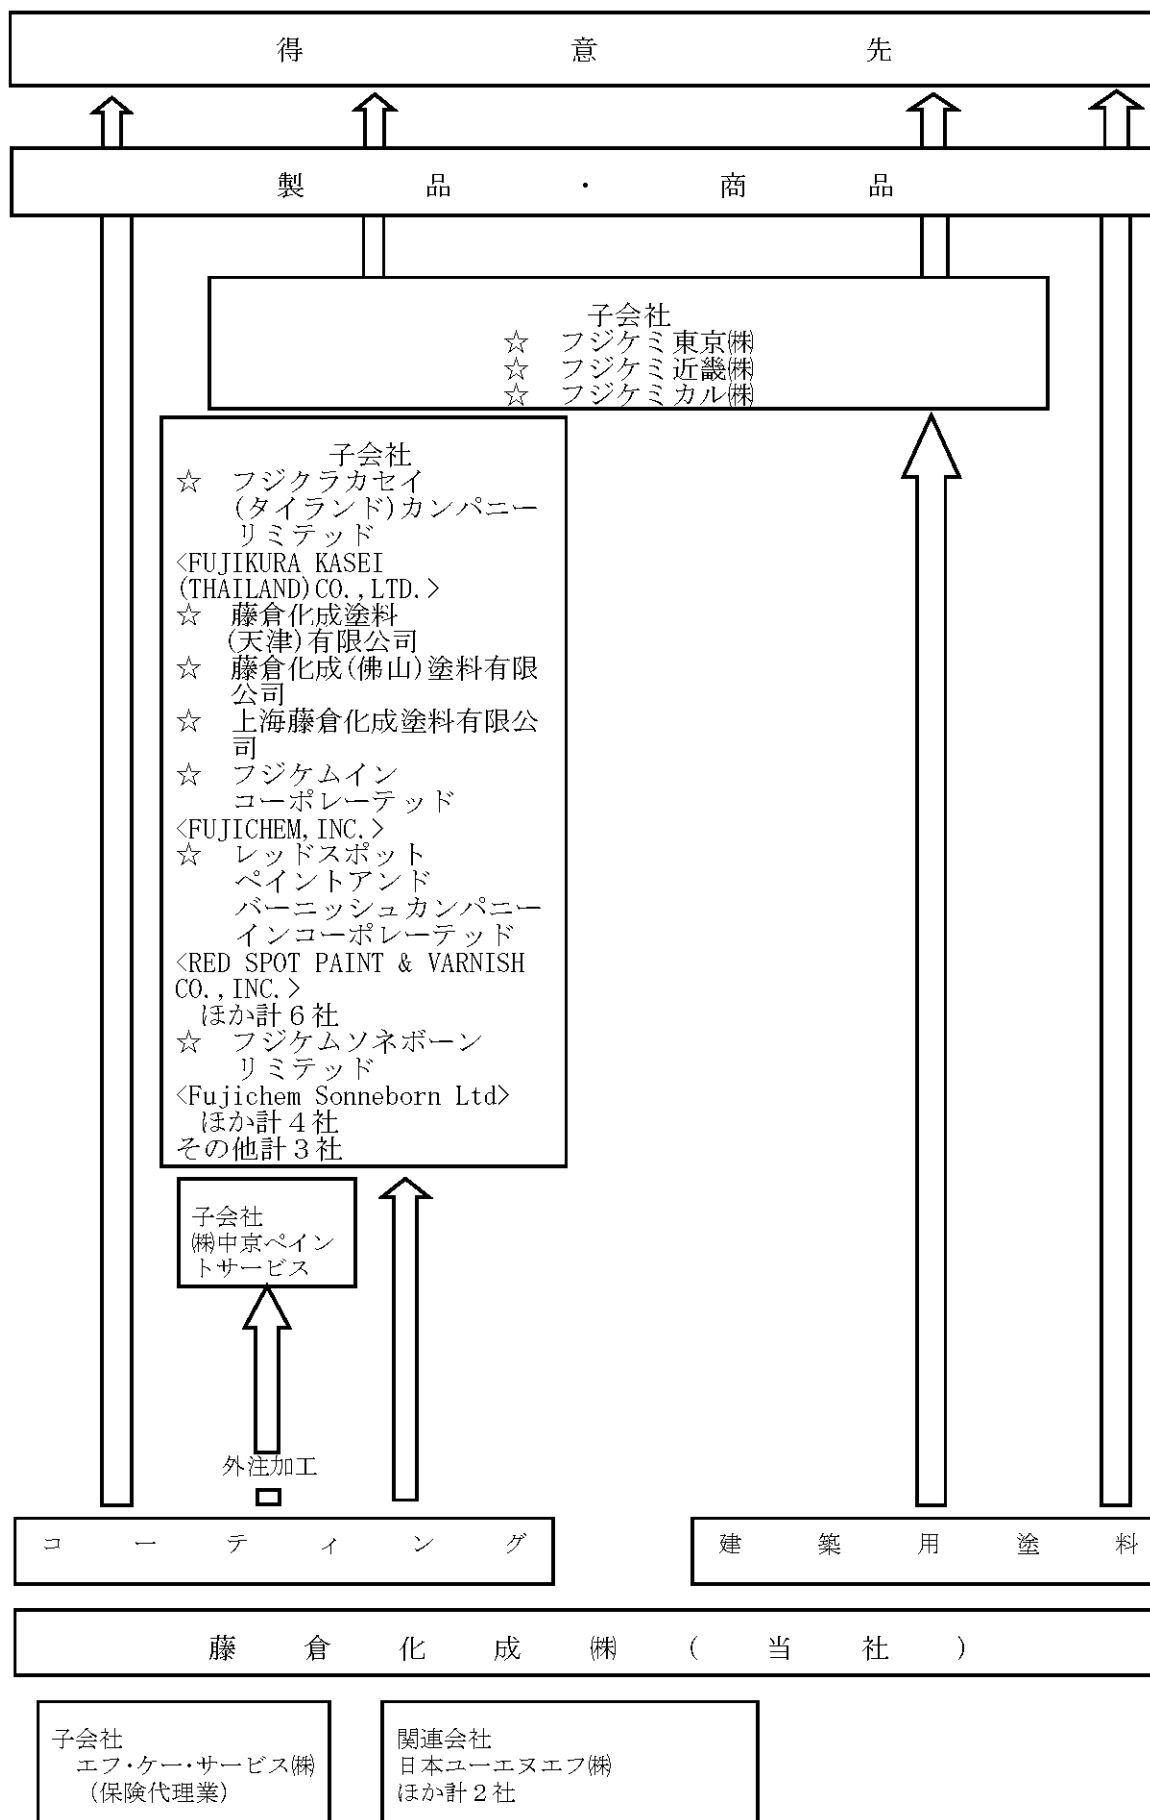 得意先
製品・商品
子会社
☆ フジケミ東京㈱
☆ フジケミ近畿㈱
☆ フジケミカル㈱
子会社
☆ フジクラカセイ
(タイランド)カンパニー
リミテッド
<FUJIKURA KASEI
(THAILAND)CO.,LTD.>
☆ 藤倉化成塗料
(天津)有限公司
☆ 藤倉化成(佛山)塗料有限
公司
☆ 上海藤倉化成塗料有限公
司
☆ フジケムイン
コーポレーテッド
<FUJICHEM,INC.>
☆ レッドスポット
ペイントアンド
バーニッシュカンパニー
インコーポレーテッド
<RED SPOT PAINT & VARNISH
CO.,INC.>
ほか計６社
☆ フジケムソネボーン
リミテッド
<Fujichem Sonneborn Ltd>
ほか計４社
その他計３社
子会社
㈱中京ペイン
トサービス
外注加工
コーティング
建築用塗料
藤倉化成㈱(当社)
子会社
エフ・ケー・サービス㈱
(保険代理業)
関連会社
日本ユーエヌエフ㈱
ほか計２社